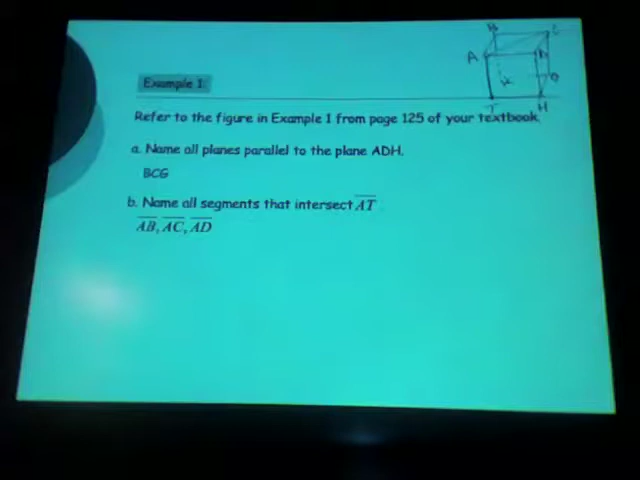 B
C
A
D
K
G
T
H
Example 1:
Refer to the figure in Example 1 from page 125 of your textbook.
a. Name all planes parallel to the plane ADH.
BCG
b. Name all segments that intersect AT
AB, AC, AD